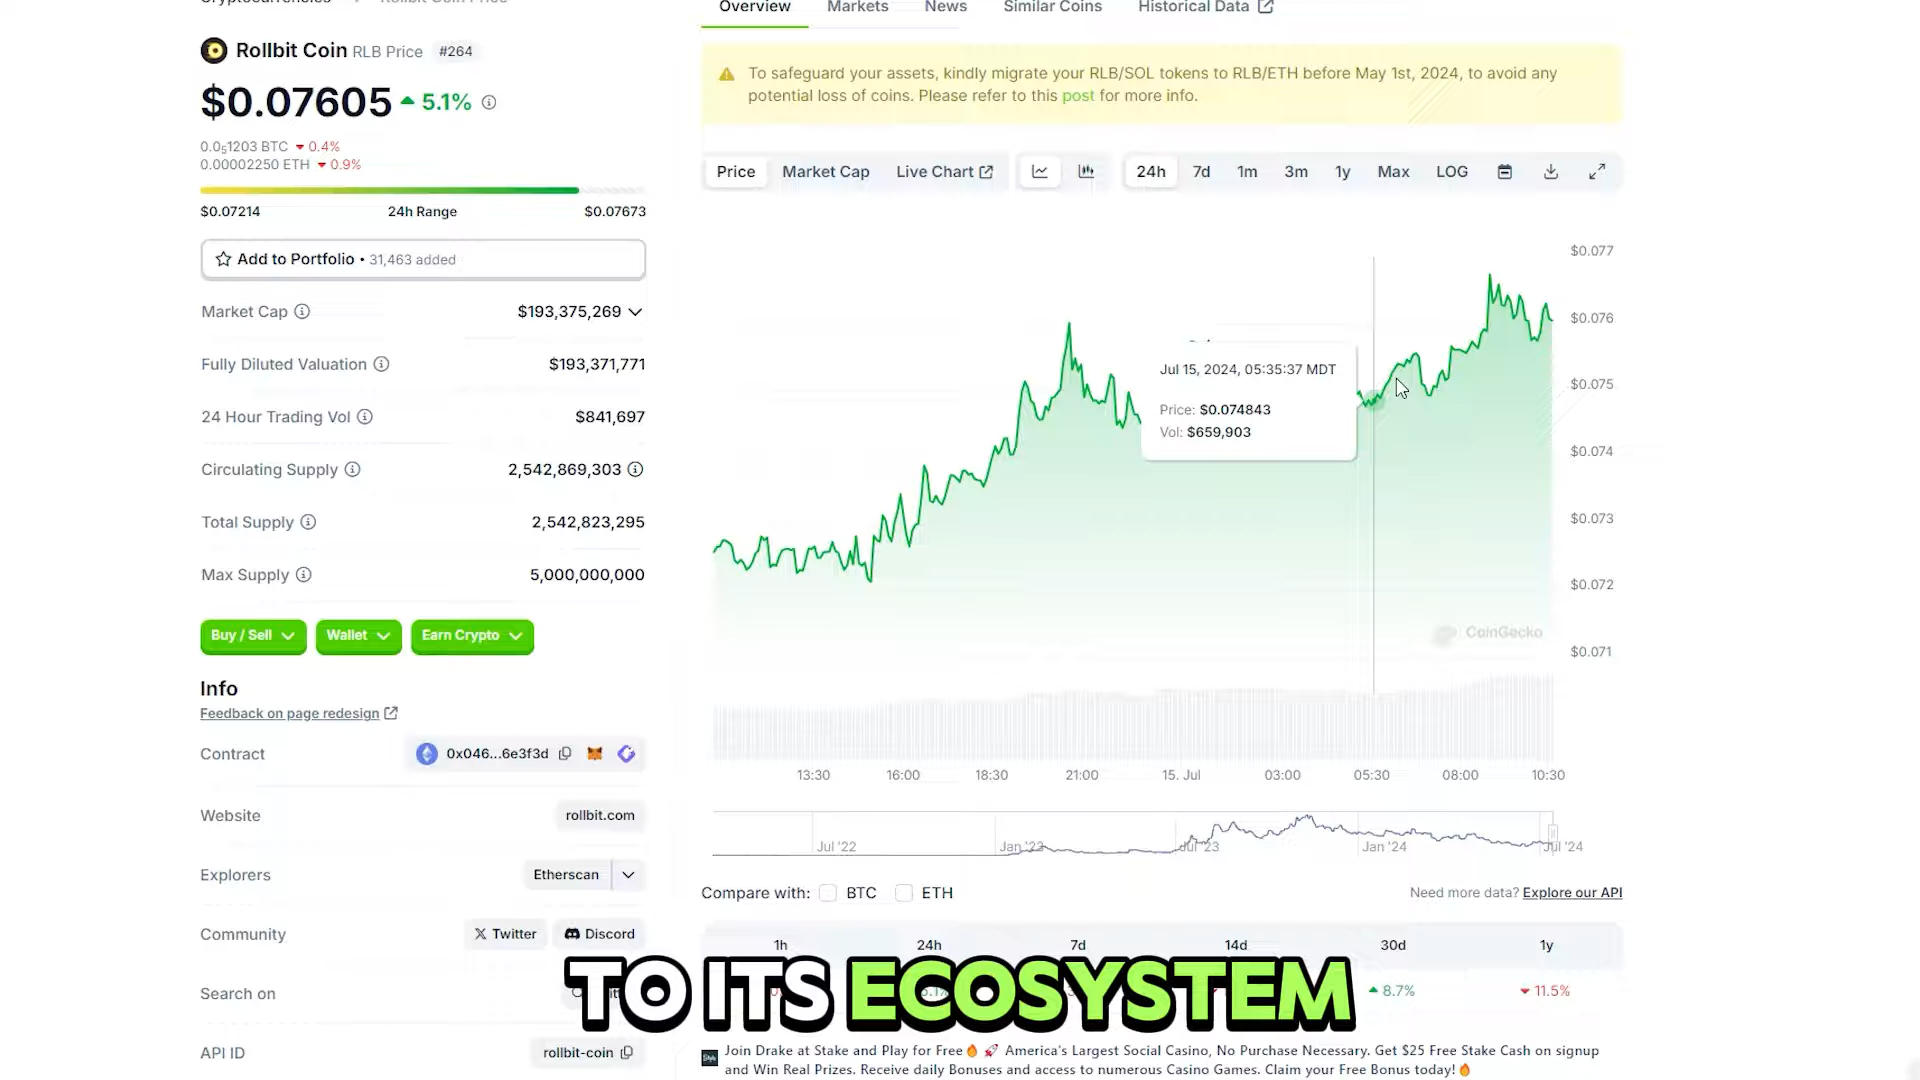 Overview Markets News Similar Coins Historical Data
Rollbit Coin RLB Price #264
$0.07605 5.1%
0.0₅1203 BTC 0.4%
0.00002250 ETH 0.9%
$0.07214 24h Range $0.07673
Add to Portfolio • 31,463 added
Market Cap $193,375,269
Fully Diluted Valuation $193,371,771
24 Hour Trading Vol $841,697
Circulating Supply 2,542,869,303
Total Supply 2,542,823,295
Max Supply 5,000,000,000
Buy / Sell Wallet Earn Crypto
Info
Feedback on page redesign
Contract 0x046...6e3f3d
Website rollbit.com
Explorers Etherscan
Community Twitter Discord
Search on
API ID rollbit-coin
To safeguard your assets, kindly migrate your RLB/SOL tokens to RLB/ETH before May 1st, 2024, to avoid any
potential loss of coins. Please refer to this post for more info.
Price Market Cap Live Chart 24h 7d 1m 3m 1y Max LOG
$0.077
$0.076
$0.075
$0.074
$0.073
$0.072
$0.071
Jul 15, 2024, 05:35:37 MDT
Price: $0.074843
Vol: $659,903
CoinGecko
13:30 16:00 18:30 21:00 15. Jul 03:00 05:30 08:00 10:30
Jul '22 Jan '23 Jul '23 Jan '24 Jul '24
Compare with: BTC ETH
Need more data? Explore our API
1h 24h 7d 14d 30d 1y
8.7% 11.5%
TO ITS ECOSYSTEM
Join Drake at Stake and Play for Free🔥 🚀 America's Largest Social Casino, No Purchase Necessary. Get $25 Free Stake Cash on signup
and Win Real Prizes. Receive daily Bonuses and access to numerous Casino Games. Claim your Free Bonus today!🔥